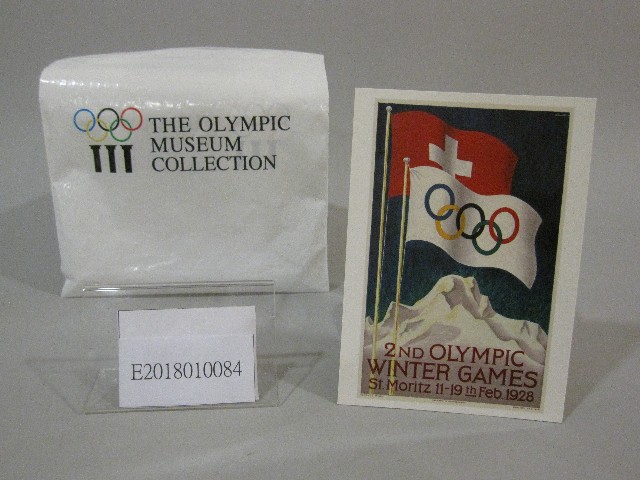 THE OLYMPIC
MUSEUM
COLLECTION
E2018010084
2ND OLYMPIC
WINTER GAMES
St. Moritz 11-19th Feb. 1928